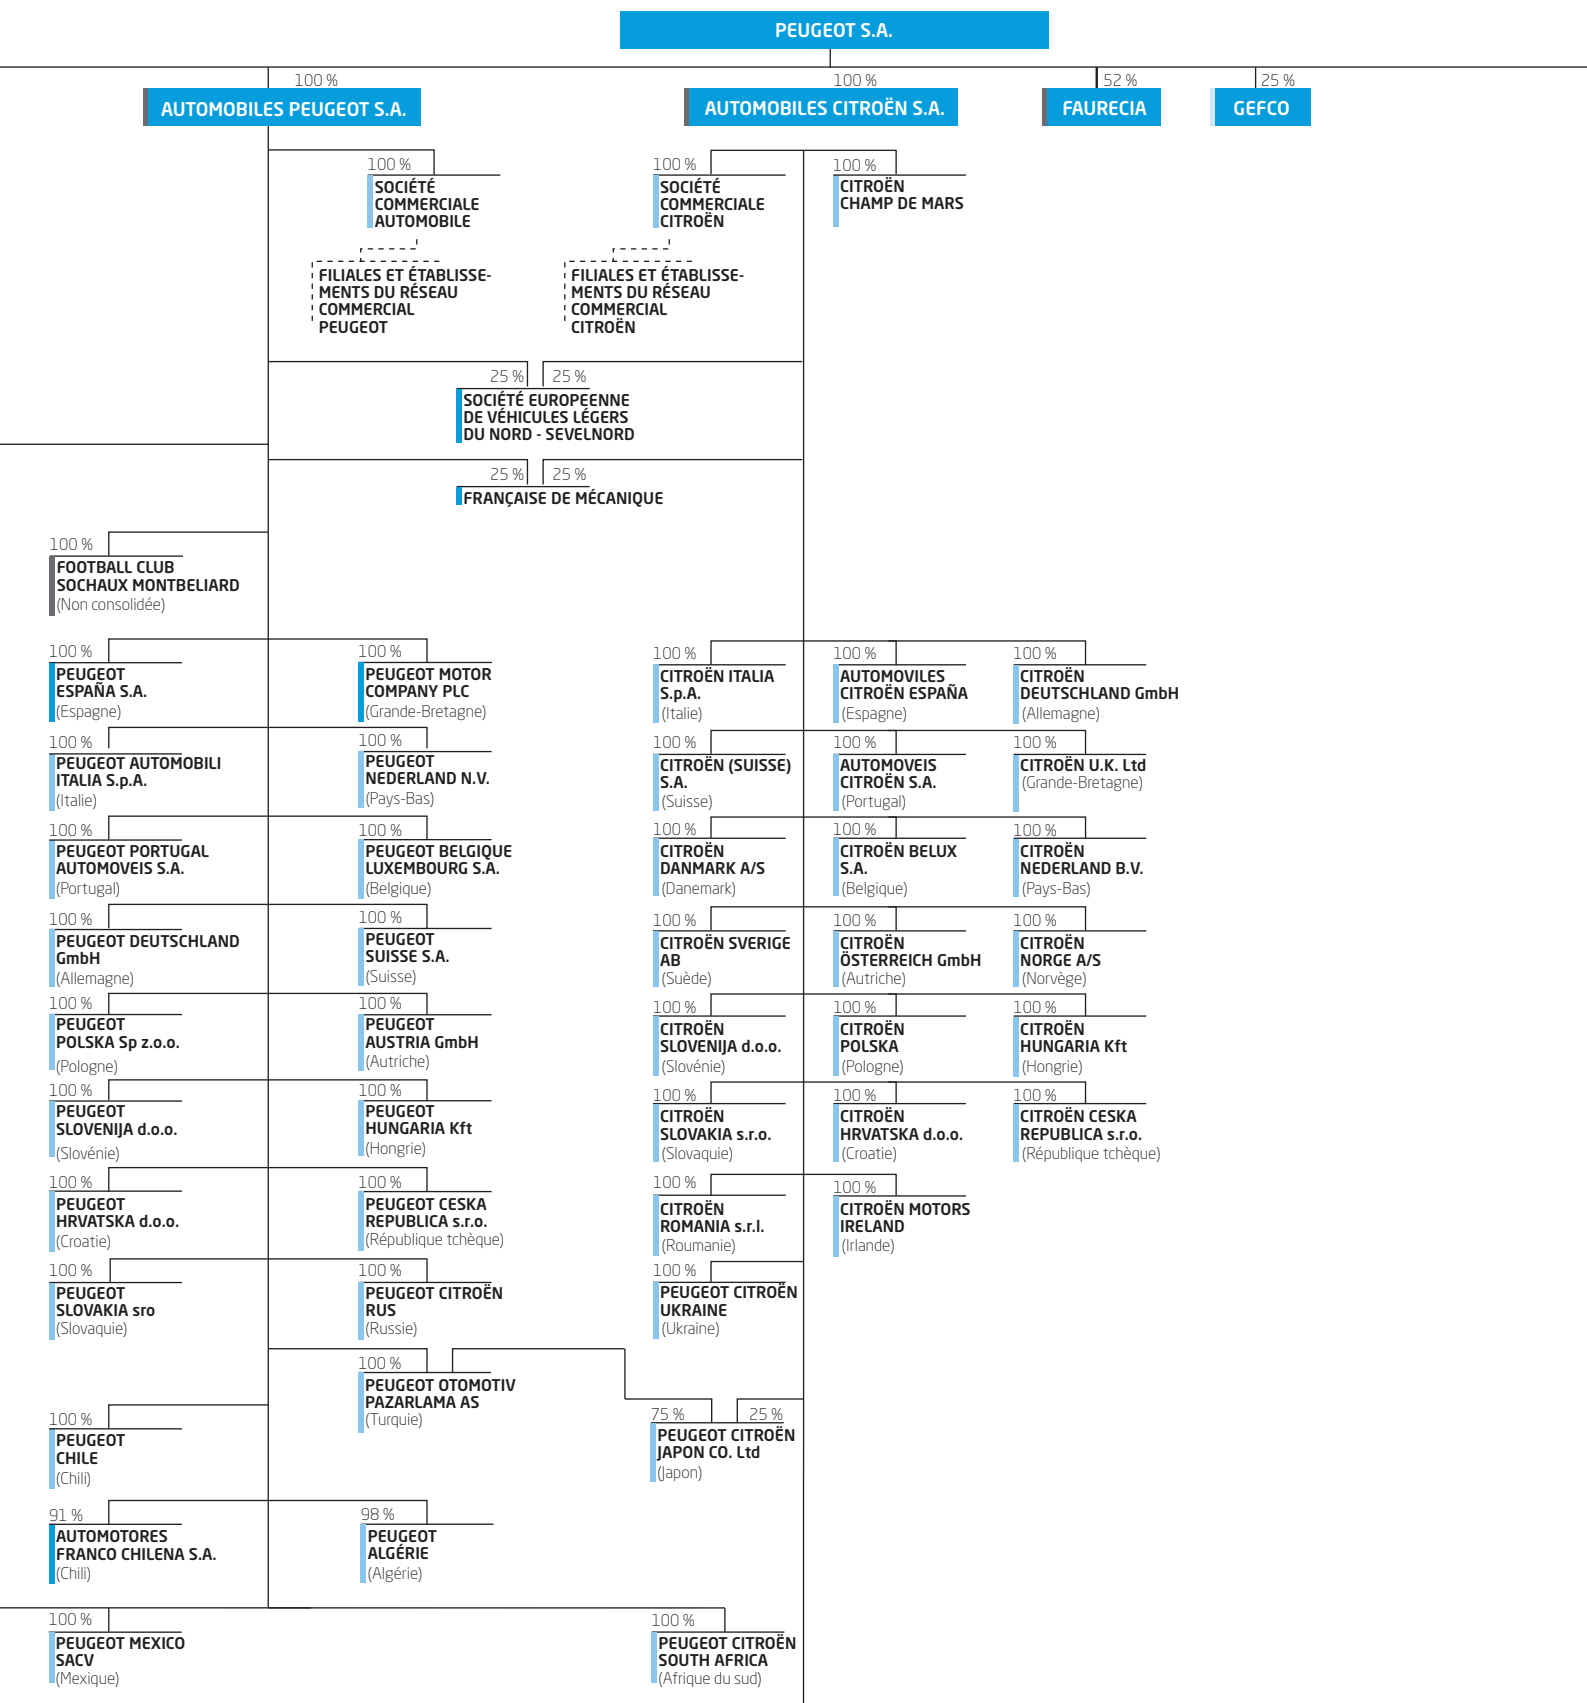 PEUGEOT S.A.
100 %
AUTOMOBILES PEUGEOT S.A.
100 %
AUTOMOBILES CITROËN S.A.
52 %
FAURECIA
25 %
GEFCO
100 %
SOCIÉTÉ
COMMERCIALE
AUTOMOBILE
100 %
SOCIÉTÉ
COMMERCIALE
CITROËN
100 %
CITROËN
CHAMP DE MARS
FILIALES ET ÉTABLISSE-
MENTS DU RÉSEAU
COMMERCIAL
PEUGEOT
FILIALES ET ÉTABLISSE-
MENTS DU RÉSEAU
COMMERCIAL
CITROËN
25 %
25 %
SOCIÉTÉ EUROPEENNE
DE VÉHICULES LÉGERS
DU NORD - SEVELNORD
25 %
25 %
FRANÇAISE DE MÉCANIQUE
100 %
FOOTBALL CLUB
SOCHAUX MONTBELIARD
(Non consolidée)
100 %
PEUGEOT
ESPAÑA S.A.
(Espagne)
100 %
PEUGEOT MOTOR
COMPANY PLC
(Grande-Bretagne)
100 %
CITROËN ITALIA
S.p.A.
(Italie)
100 %
AUTOMOVILES
CITROËN ESPAÑA
(Espagne)
100 %
CITROËN
DEUTSCHLAND GmbH
(Allemagne)
100 %
PEUGEOT AUTOMOBILI
ITALIA S.p.A.
(Italie)
100 %
PEUGEOT
NEDERLAND N.V.
(Pays-Bas)
100 %
CITROËN (SUISSE)
S.A.
(Suisse)
100 %
AUTOMOVEIS
CITROËN S.A.
(Portugal)
100 %
CITROËN U.K. Ltd
(Grande-Bretagne)
100 %
PEUGEOT PORTUGAL
AUTOMOVEIS S.A.
(Portugal)
100 %
PEUGEOT BELGIQUE
LUXEMBOURG S.A.
(Belgique)
100 %
CITROËN
DANMARK A/S
(Danemark)
100 %
CITROËN BELUX
S.A.
(Belgique)
100 %
CITROËN
NEDERLAND B.V.
(Pays-Bas)
100 %
PEUGEOT DEUTSCHLAND
GmbH
(Allemagne)
100 %
PEUGEOT
SUISSE S.A.
(Suisse)
100 %
CITROËN SVERIGE
AB
(Suède)
100 %
CITROËN
ÖSTERREICH GmbH
(Autriche)
100 %
CITROËN
NORGE A/S
(Norvège)
100 %
PEUGEOT
POLSKA Sp z.o.o.
(Pologne)
100 %
PEUGEOT
AUSTRIA GmbH
(Autriche)
100 %
CITROËN
SLOVENIJA d.o.o.
(Slovénie)
100 %
CITROËN
POLSKA
(Pologne)
100 %
CITROËN
HUNGARIA Kft
(Hongrie)
100 %
PEUGEOT
SLOVENIJA d.o.o.
(Slovénie)
100 %
PEUGEOT
HUNGARIA Kft
(Hongrie)
100 %
CITROËN
SLOVAKIA s.r.o.
(Slovaquie)
100 %
CITROËN
HRVATSKA d.o.o.
(Croatie)
100 %
CITROËN CESKA
REPUBLICA s.r.o.
(République tchèque)
100 %
PEUGEOT
HRVATSKA d.o.o.
(Croatie)
100 %
PEUGEOT CESKA
REPUBLICA s.r.o.
(République tchèque)
100 %
CITROËN
ROMANIA s.r.l.
(Roumanie)
100 %
CITROËN MOTORS
IRELAND
(Irlande)
100 %
PEUGEOT
SLOVAKIA sro
(Slovaquie)
100 %
PEUGEOT CITROËN
RUS
(Russie)
100 %
PEUGEOT CITROËN
UKRAINE
(Ukraine)
100 %
PEUGEOT OTOMOTIV
PAZARLAMA AS
(Turquie)
100 %
PEUGEOT
CHILE
(Chili)
75 %
25 %
PEUGEOT CITROËN
JAPON CO. Ltd
(Japon)
91 %
AUTOMOTORES
FRANCO CHILENA S.A.
(Chili)
98 %
PEUGEOT
ALGÉRIE
(Algérie)
100 %
PEUGEOT MEXICO
SACV
(Mexique)
100 %
PEUGEOT CITROËN
SOUTH AFRICA
(Afrique du sud)